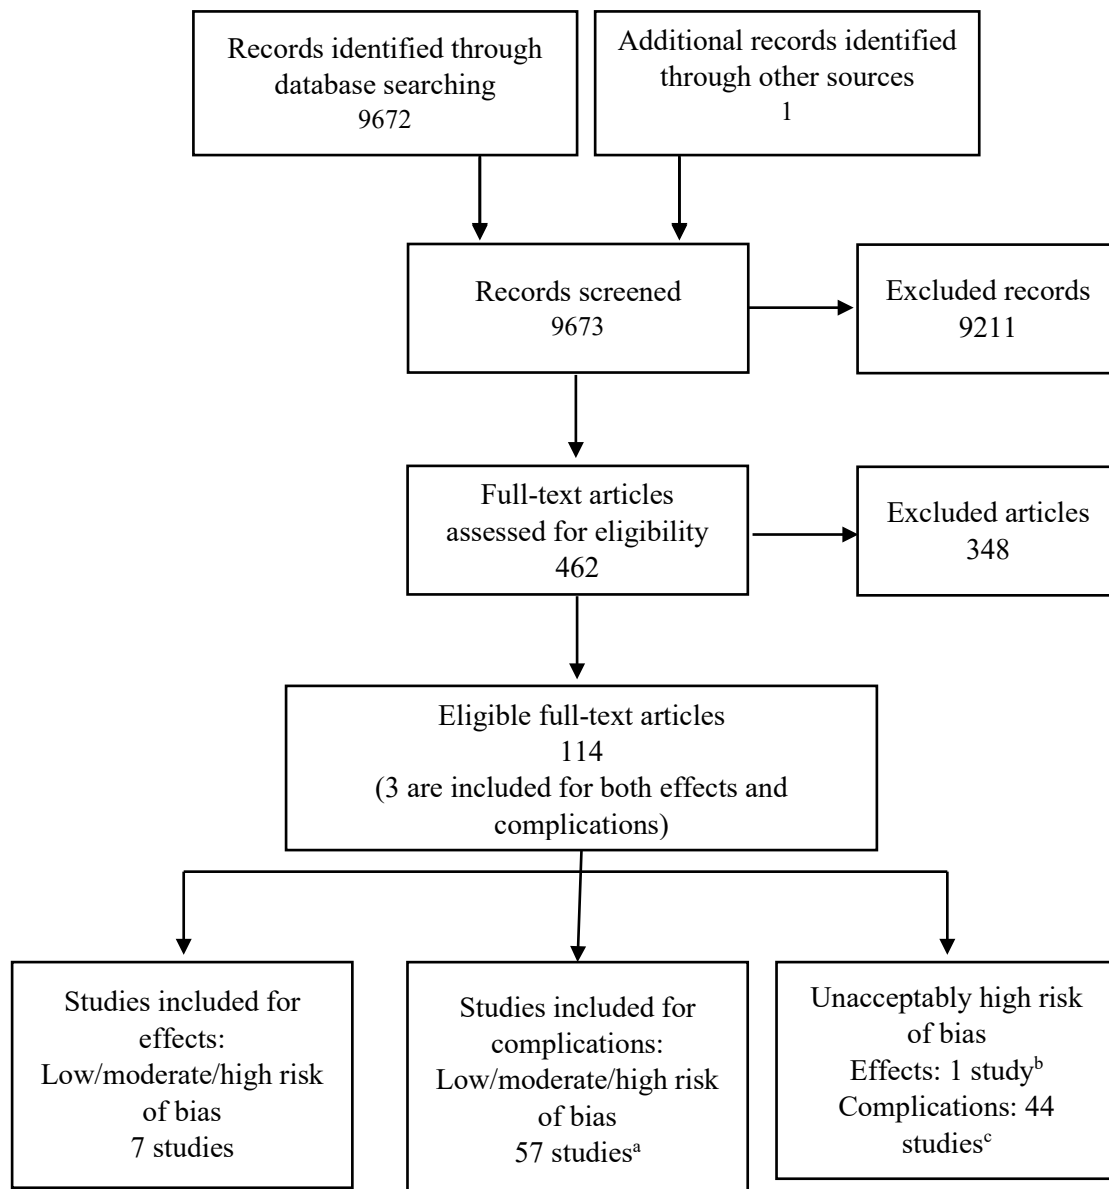 Records identified through
database searching
9672
Additional records identified
through other sources
1
Records screened
9673
Excluded records
9211
Full-text articles
assessed for eligibility
462
Excluded articles
348
Eligible full-text articles
114
(3 are included for both effects and
complications)
Studies included for
effects:
Low/moderate/high risk
of bias
7 studies
Studies included for
complications:
Low/moderate/high risk
of bias
57 studiesᵃ
Unacceptably high risk
of bias
Effects: 1 studyᵇ
Complications: 44
studiesᶜ